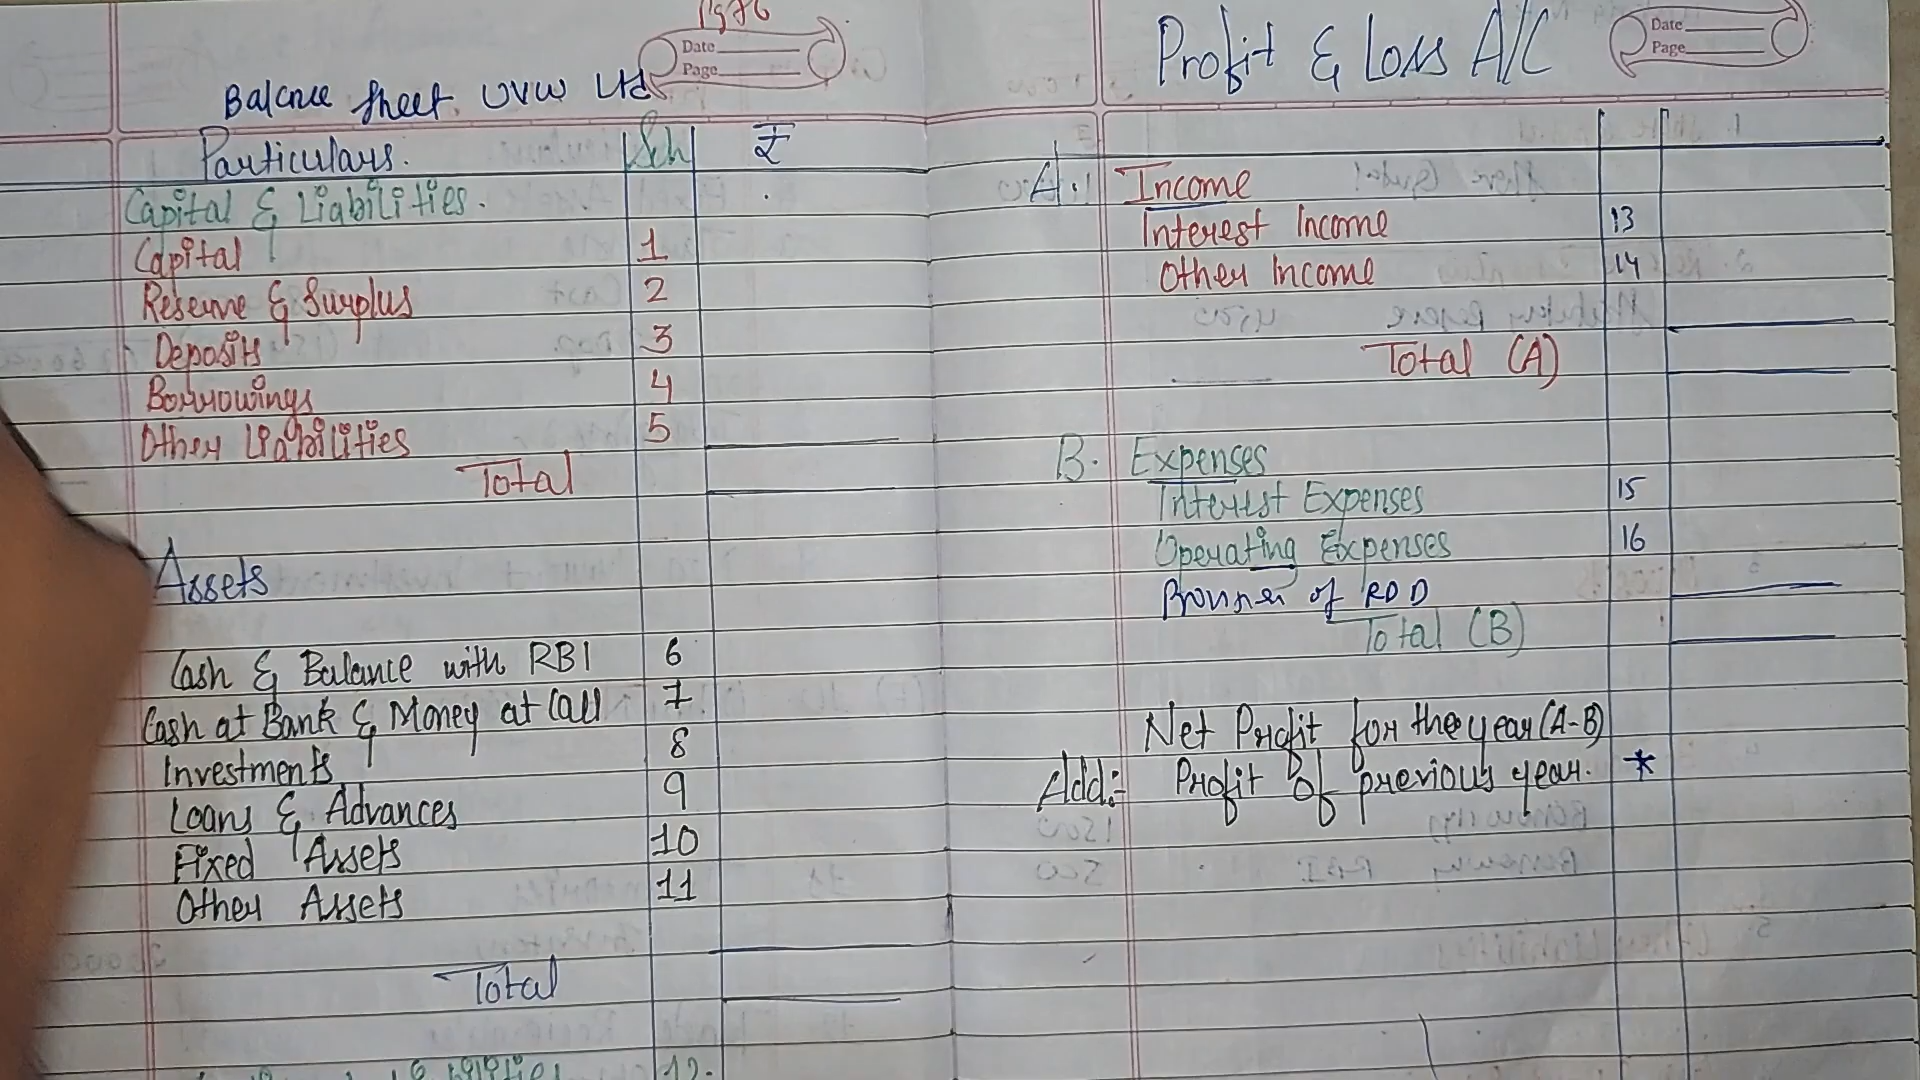 1976
Date
Page
Balance Sheet UVW Ltd
Particulars. Sch ₹
Capital & Liabilities.
Capital 1
Reserve & Surplus 2
Deposits 3
Borrowings 4
Other Liabilities 5
Total
Assets
Cash & Balance with RBI 6
Cash at Bank & Money at Call 7
Investments 8
Loans & Advances 9
Fixed Assets 10
Other Assets 11
Total
12.
Date
Page
Profit & Loss A/C
A. Income
Interest Income 13
Other Income 14
Total (A)
B. Expenses
Interest Expenses 15
Operating Expenses 16
of RDD
Total (B)
Net Profit for the year (A-B)
Add:- Profit of previous year. *